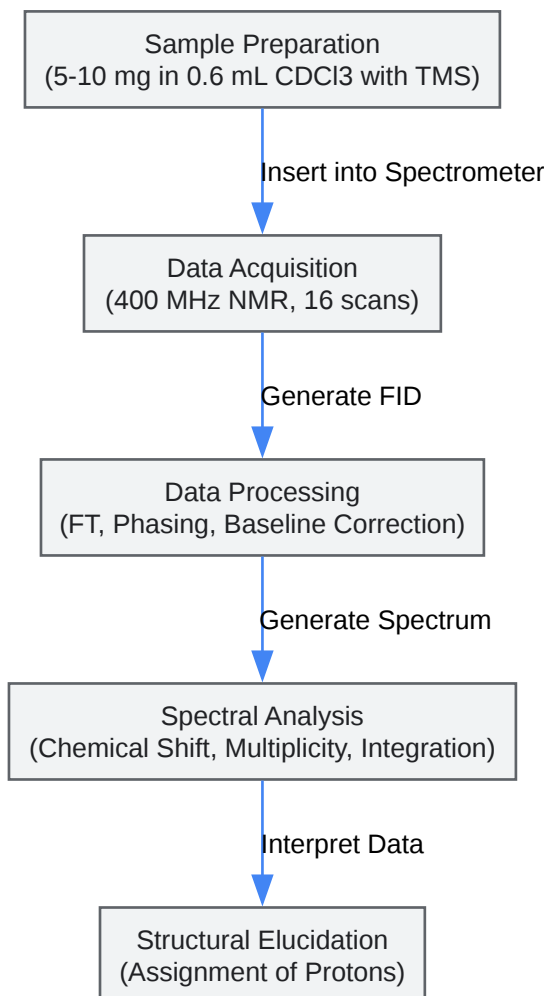 Sample Preparation
(5-10 mg in 0.6 mL CDCl3 with TMS)
Insert into Spectrometer
Data Acquisition
(400 MHz NMR, 16 scans)
Generate FID
Data Processing
(FT, Phasing, Baseline Correction)
Generate Spectrum
Spectral Analysis
(Chemical Shift, Multiplicity, Integration)
Interpret Data
Structural Elucidation
(Assignment of Protons)